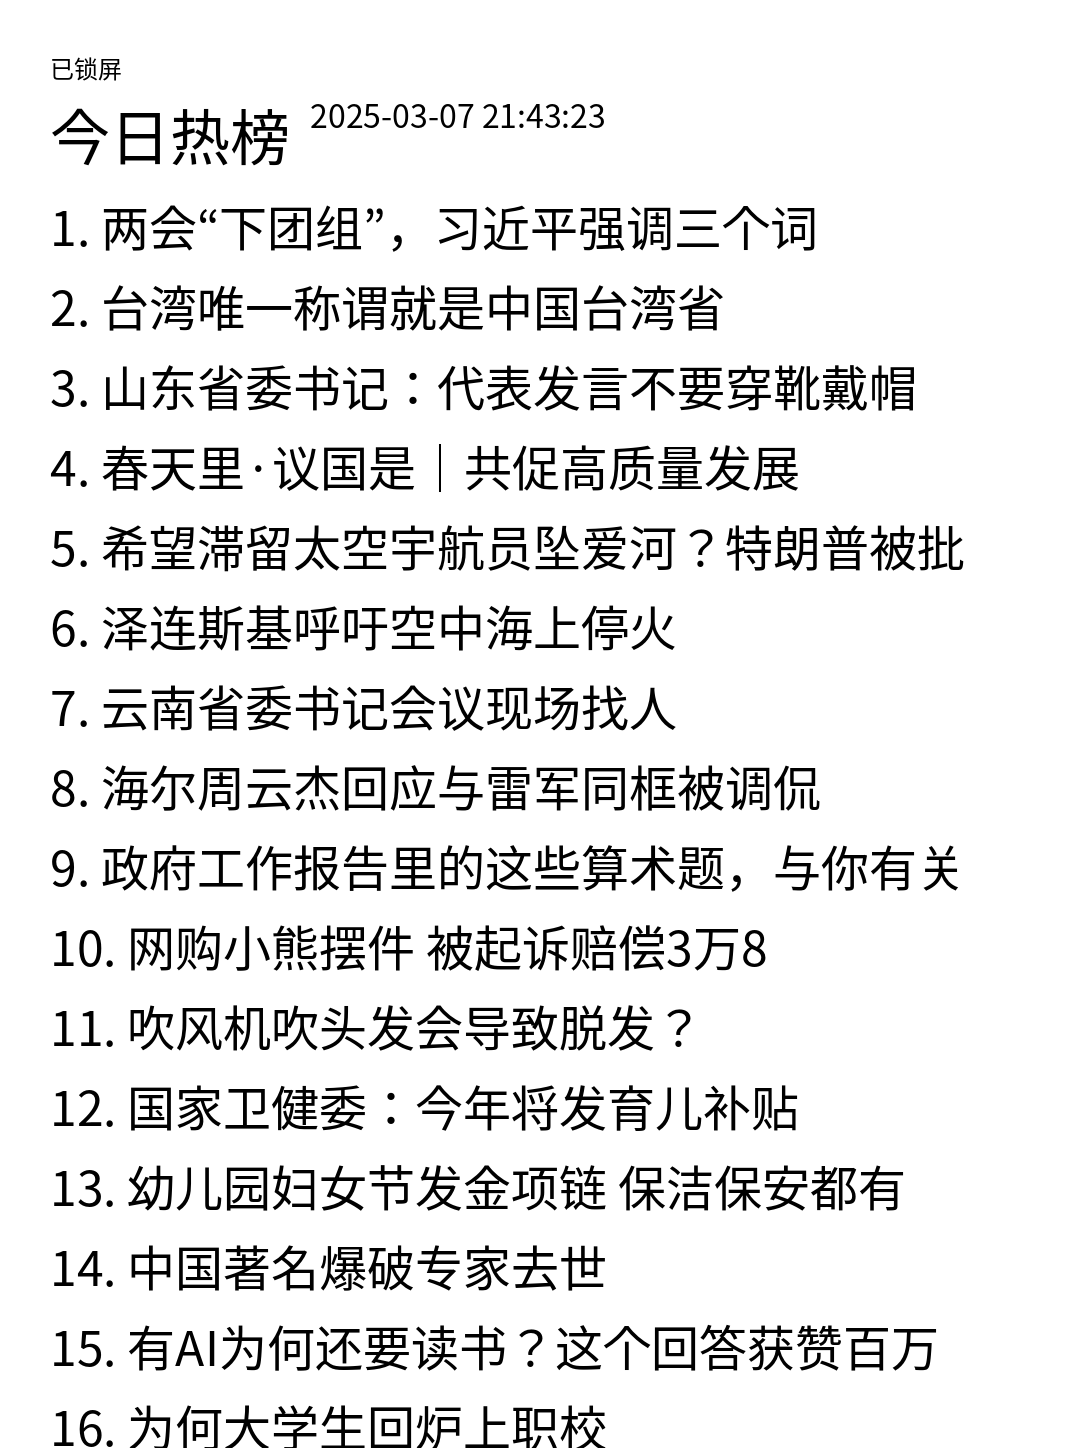 已锁屏
今日热榜 2025-03-07 21:43:23
1. 两会“下团组”，习近平强调三个词
2. 台湾唯一称谓就是中国台湾省
3. 山东省委书记：代表发言不要穿靴戴帽
4. 春天里·议国是｜共促高质量发展
5. 希望滞留太空宇航员坠爱河？特朗普被批
6. 泽连斯基呼吁空中海上停火
7. 云南省委书记会议现场找人
8. 海尔周云杰回应与雷军同框被调侃
9. 政府工作报告里的这些算术题，与你有关
10. 网购小熊摆件 被起诉赔偿3万8
11. 吹风机吹头发会导致脱发？
12. 国家卫健委：今年将发育儿补贴
13. 幼儿园妇女节发金项链 保洁保安都有
14. 中国著名爆破专家去世
15. 有AI为何还要读书？这个回答获赞百万
16. 为何大学生回炉上职校